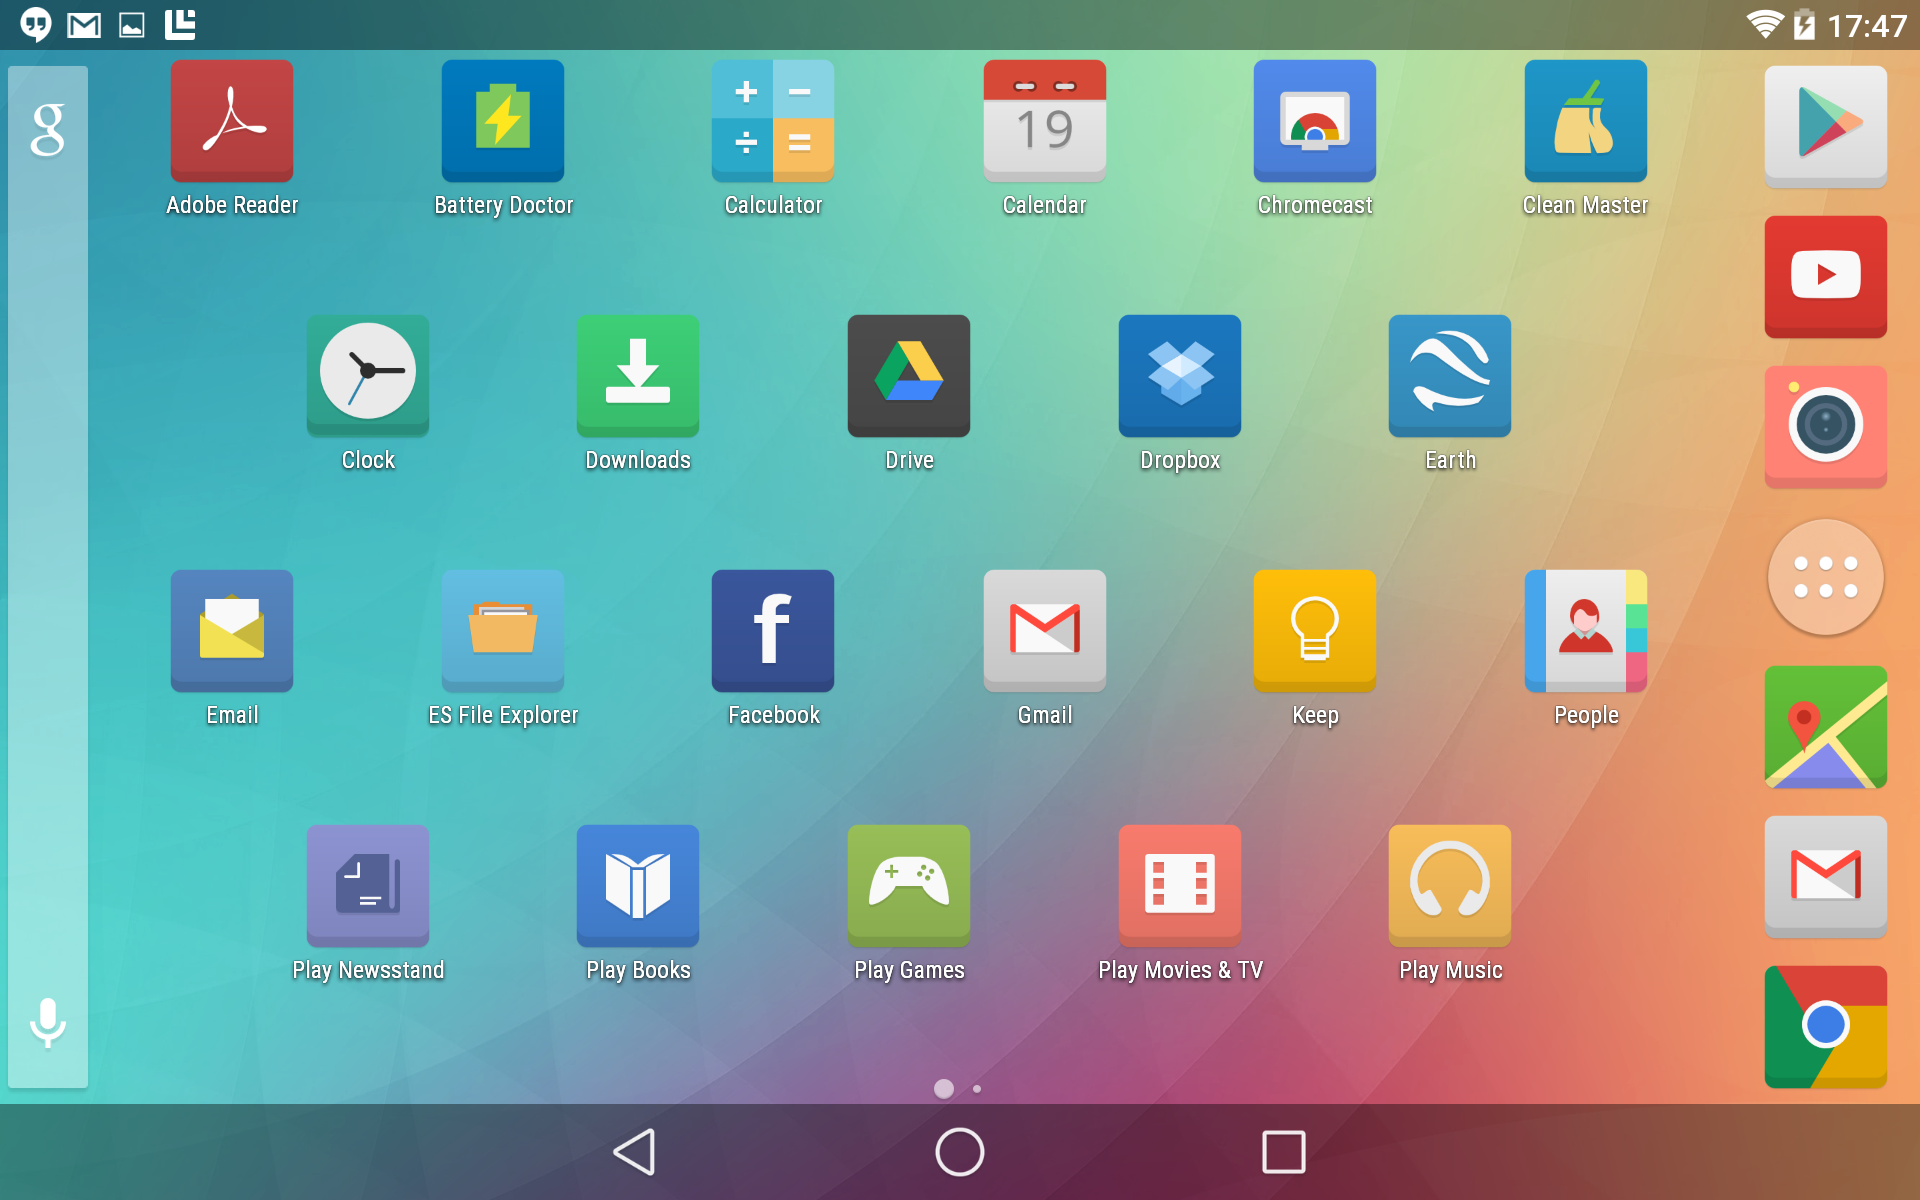 17:47
g
19
Adobe Reader
Battery Doctor
Calculator
Calendar
Chromecast
Clean Master
Clock
Downloads
Drive
Dropbox
Earth
f
Email
ES File Explorer
Facebook
Gmail
Keep
People
Play Newsstand
Play Books
Play Games
Play Movies & TV
Play Music